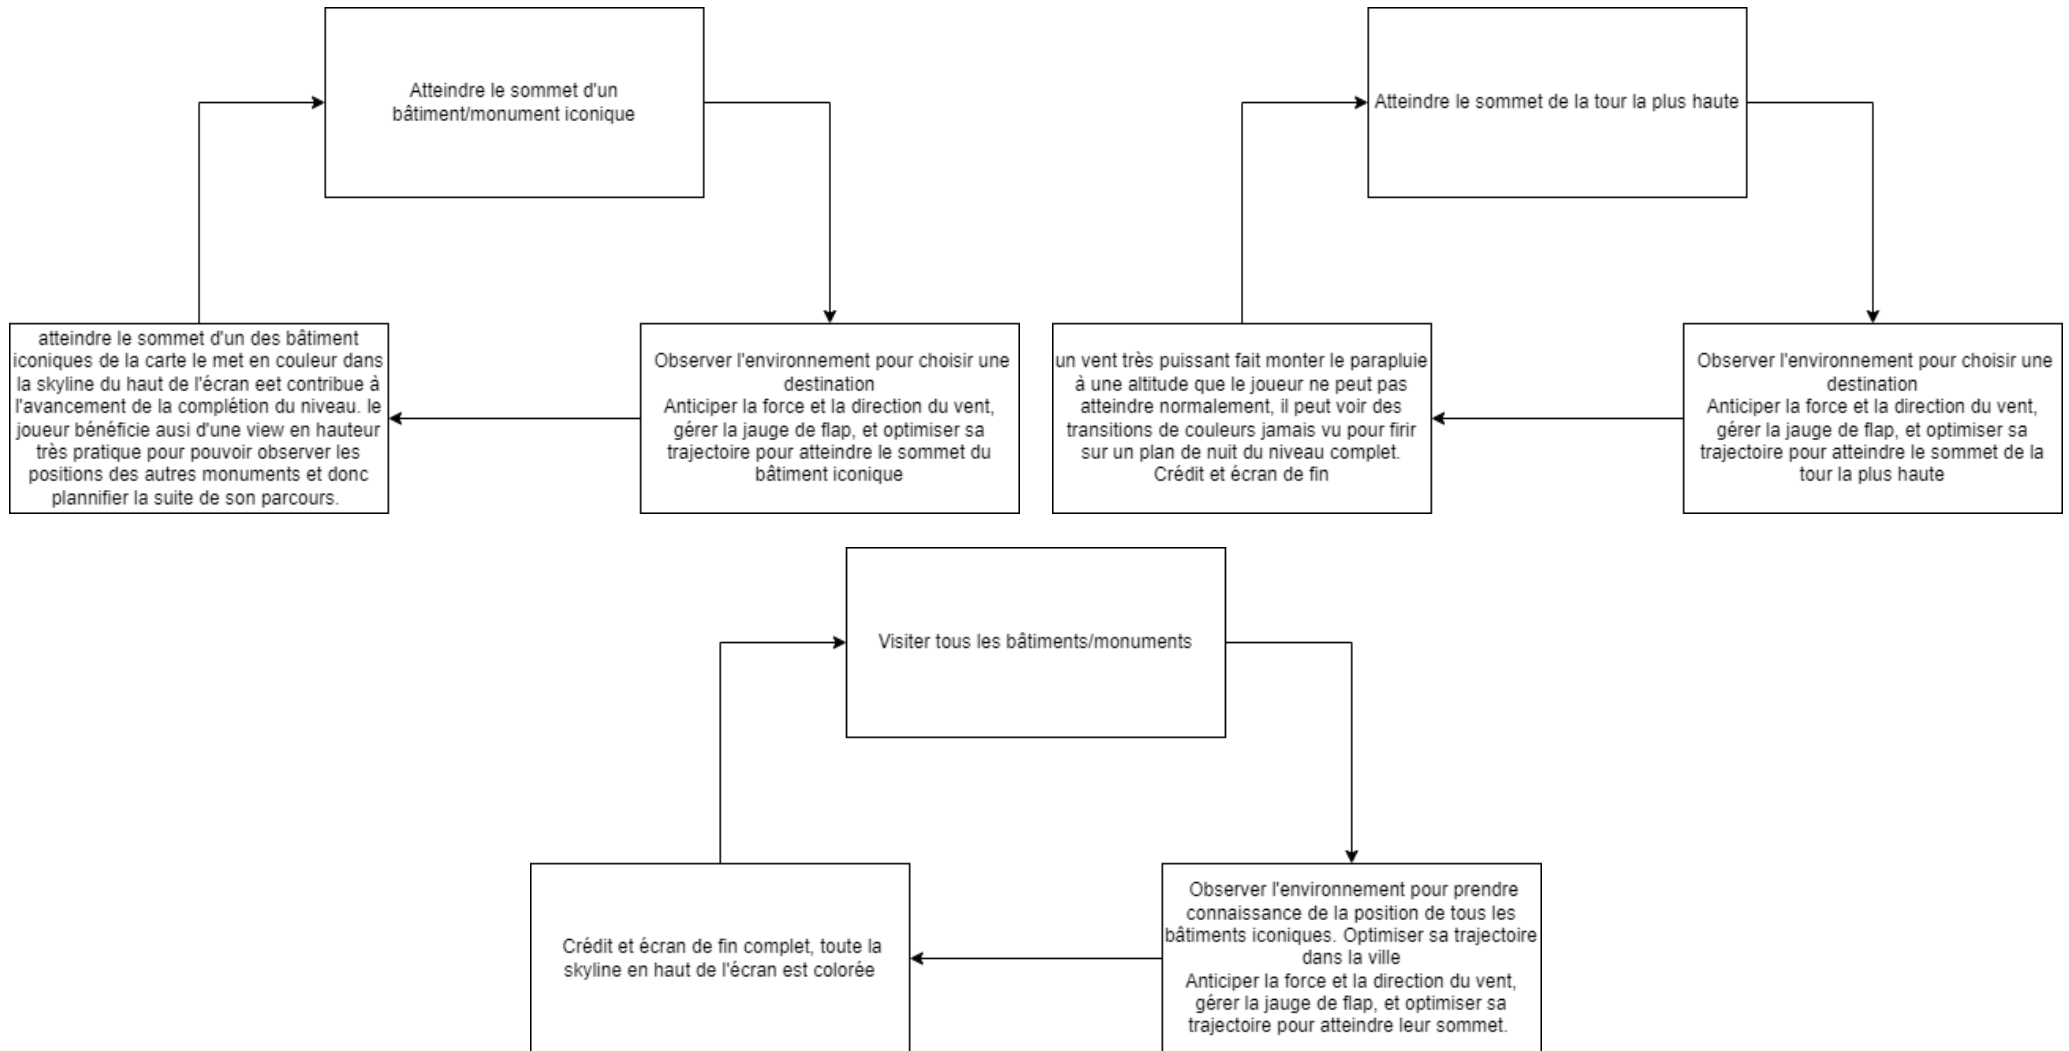 Atteindre le sommet d'un
bâtiment/monument iconique
atteindre le sommet d'un des bâtiment
iconiques de la carte le met en couleur dans
la skyline du haut de l'écran eet contribue à
l'avancement de la complétion du niveau. le
joueur bénéficie ausi d'une view en hauteur
très pratique pour pouvoir observer les
positions des autres monuments et donc
plannifier la suite de son parcours.
Observer l'environnement pour choisir une
destination
Anticiper la force et la direction du vent,
gérer la jauge de flap, et optimiser sa
trajectoire pour atteindre le sommet du
bâtiment iconique
Atteindre le sommet de la tour la plus haute
un vent très puissant fait monter le parapluie
à une altitude que le joueur ne peut pas
atteindre normalement, il peut voir des
transitions de couleurs jamais vu pour firir
sur un plan de nuit du niveau complet.
Crédit et écran de fin
Observer l'environnement pour choisir une
destination
Anticiper la force et la direction du vent,
gérer la jauge de flap, et optimiser sa
trajectoire pour atteindre le sommet de la
tour la plus haute
Visiter tous les bâtiments/monuments
Crédit et écran de fin complet, toute la
skyline en haut de l'écran est colorée
Observer l'environnement pour prendre
connaissance de la position de tous les
bâtiments iconiques. Optimiser sa trajectoire
dans la ville
Anticiper la force et la direction du vent,
gérer la jauge de flap, et optimiser sa
trajectoire pour atteindre leur sommet.